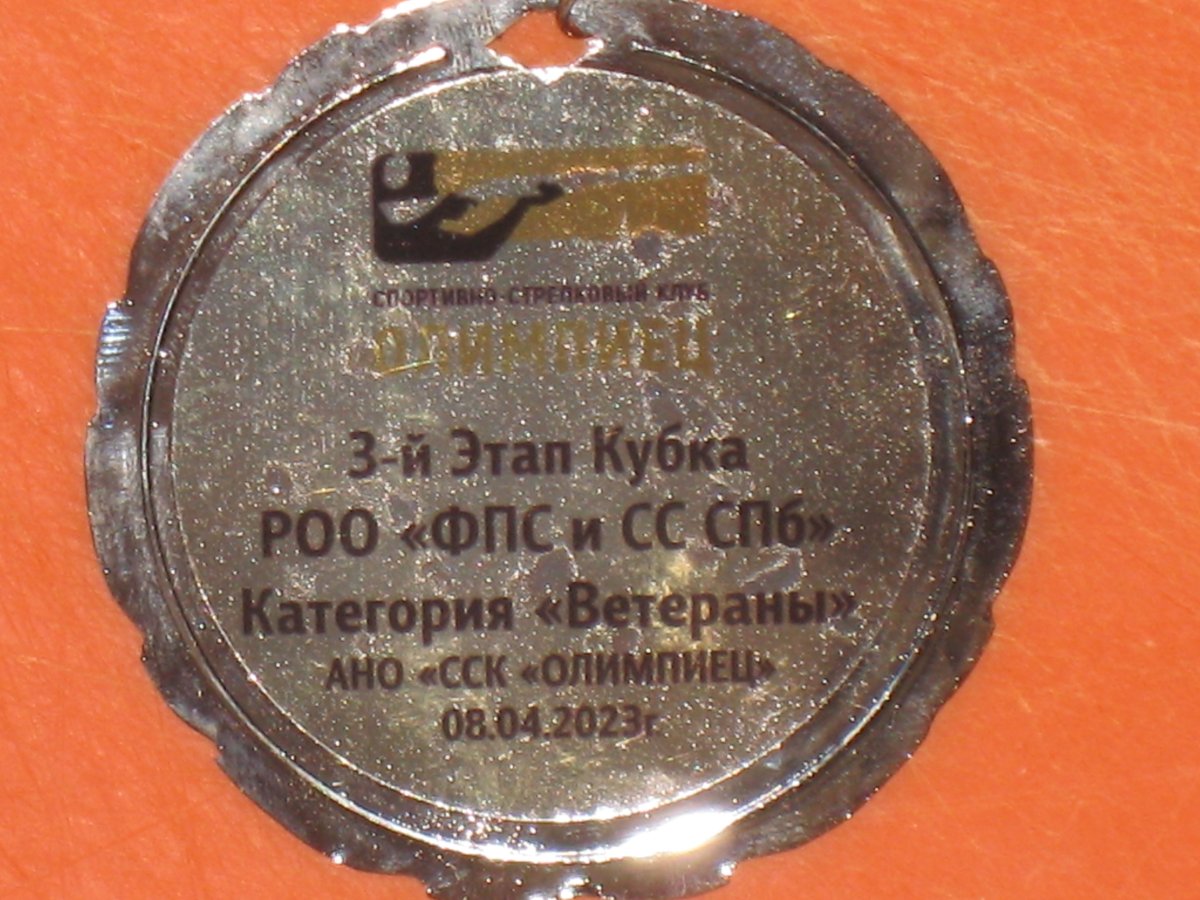 СПОРТИВНО-СТРЕЛКОВЫЙ КЛУБ
ОЛИМПИЕЦ
3-й Этап Кубка
РОО «ФПС и СС СПб»
Категория «Ветераны»
АНО «ССК «ОЛИМПИЕЦ»
08.04.2023г